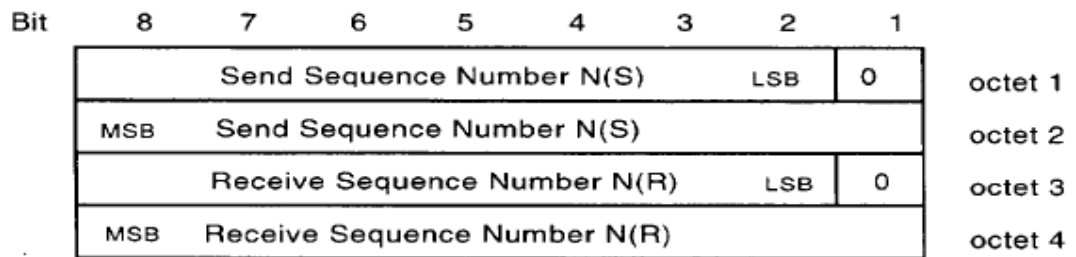 Bit 8 7 6 5 4 3 2 1
Send Sequence Number N(S) LSB 0 octet 1
MSB Send Sequence Number N(S) octet 2
Receive Sequence Number N(R) LSB 0 octet 3
MSB Receive Sequence Number N(R) octet 4